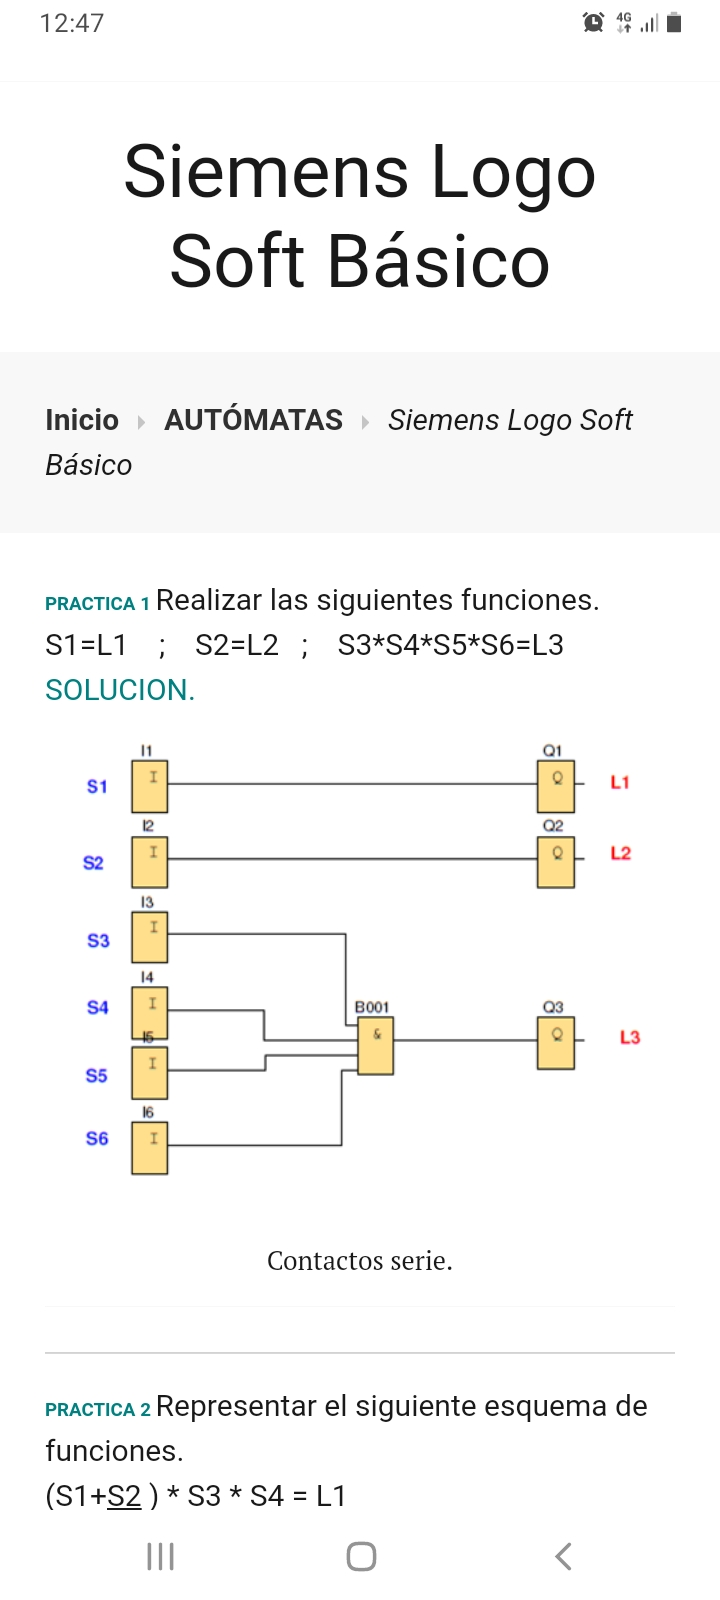 12:47
4G
Siemens Logo
Soft Básico
Inicio AUTÓMATAS Siemens Logo Soft
Básico
PRACTICA 1 Realizar las siguientes funciones.
S1=L1 ; S2=L2 ; S3*S4*S5*S6=L3
SOLUCION.
I1 Q1
S1 I Q L1
I2 Q2
S2 I Q L2
I3
S3 I
I4
S4 I B001 Q3
& Q L3
I5
S5 I
I6
S6 I
Contactos serie.
PRACTICA 2 Representar el siguiente esquema de
funciones.
(S1+S2 ) * S3 * S4 = L1